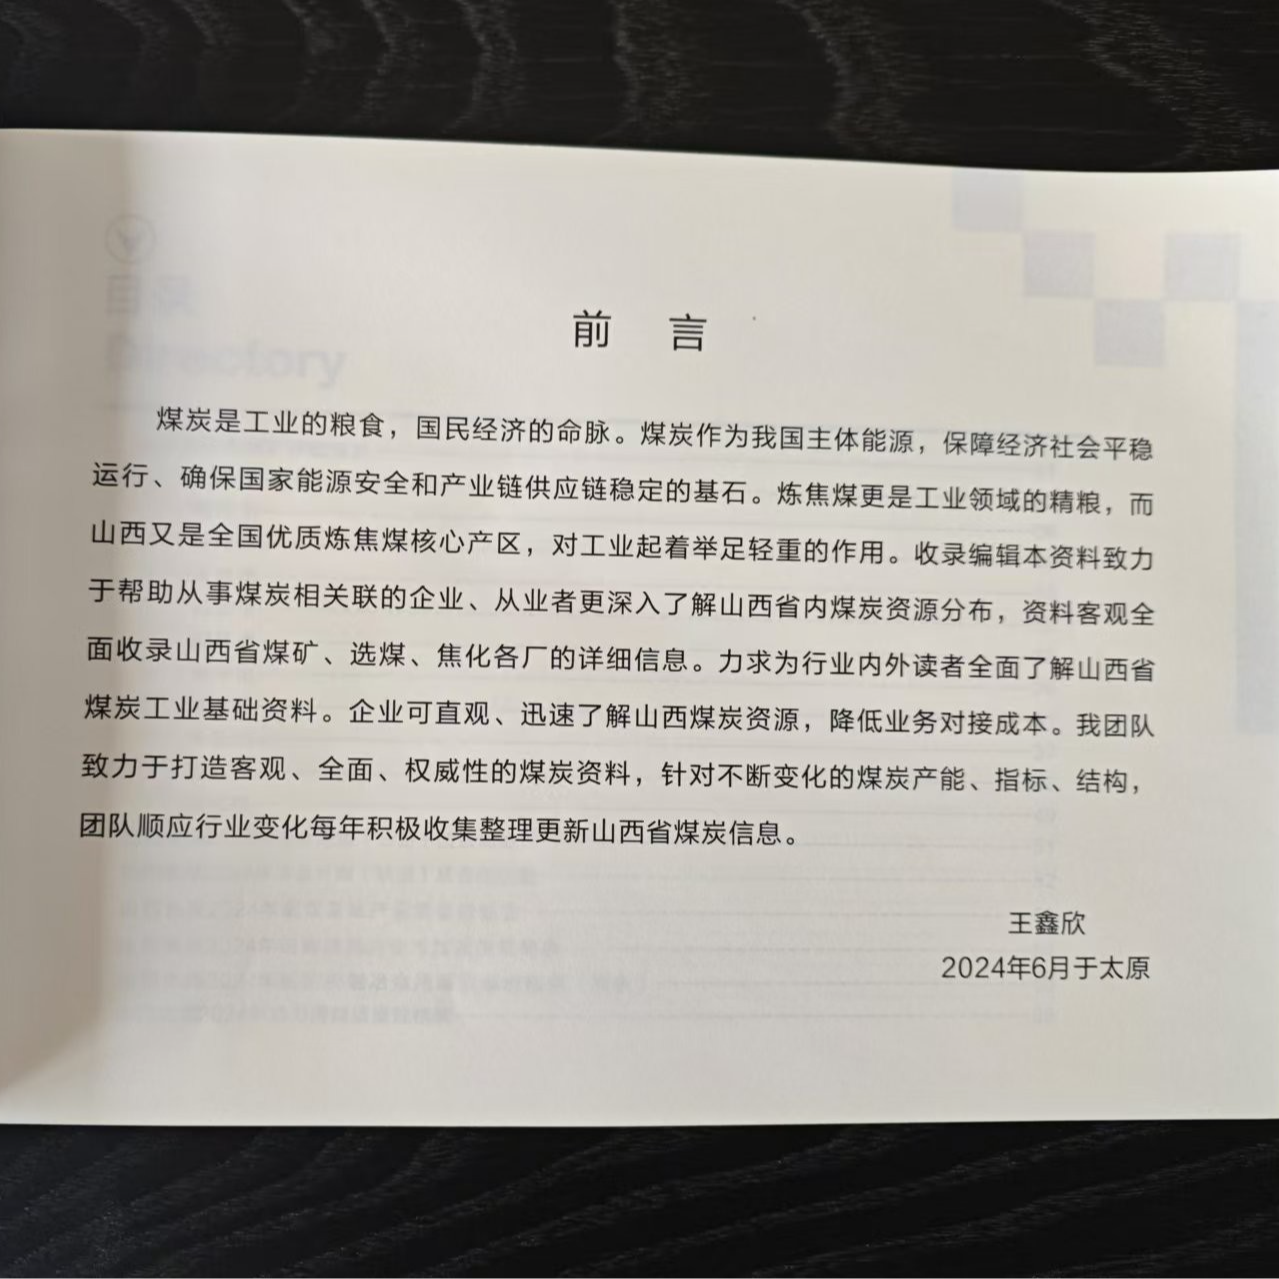 目录
Directory
前 言
煤炭是工业的粮食，国民经济的命脉。煤炭作为我国主体能源，保障经济社会平稳
运行、确保国家能源安全和产业链供应链稳定的基石。炼焦煤更是工业领域的精粮，而
山西又是全国优质炼焦煤核心产区，对工业起着举足轻重的作用。收录编辑本资料致力
于帮助从事煤炭相关联的企业、从业者更深入了解山西省内煤炭资源分布，资料客观全
面收录山西省煤矿、选煤、焦化各厂的详细信息。力求为行业内外读者全面了解山西省
煤炭工业基础资料。企业可直观、迅速了解山西煤炭资源，降低业务对接成本。我团队
致力于打造客观、全面、权威性的煤炭资料，针对不断变化的煤炭产能、指标、结构，
团队顺应行业变化每年积极收集整理更新山西省煤炭信息。
王鑫欣
2024年6月于太原